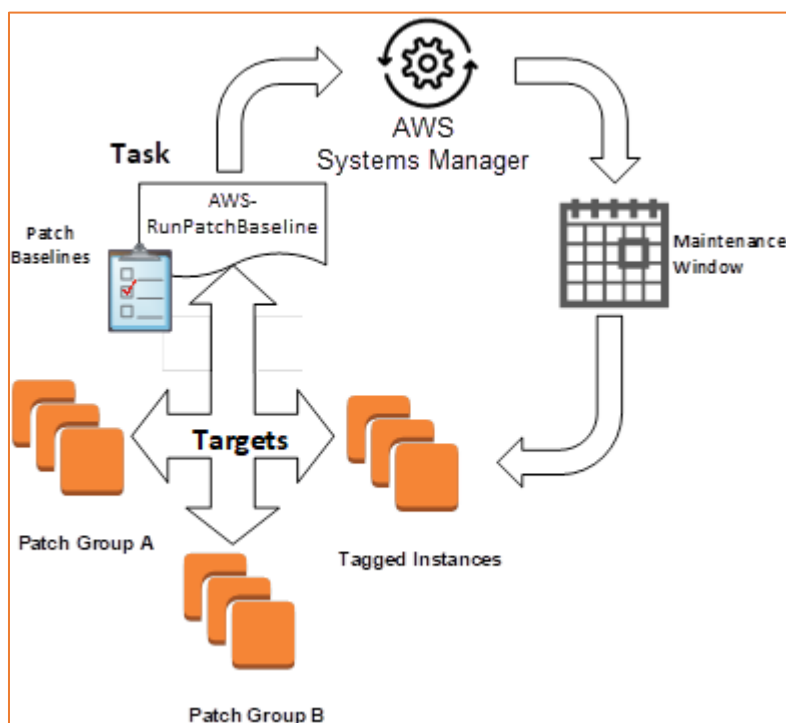 AWS
Systems Manager
Task
AWS-
RunPatchBaseline
Patch
Baselines
Maintenance
Window
Targets
Patch Group A
Tagged Instances
Patch Group B